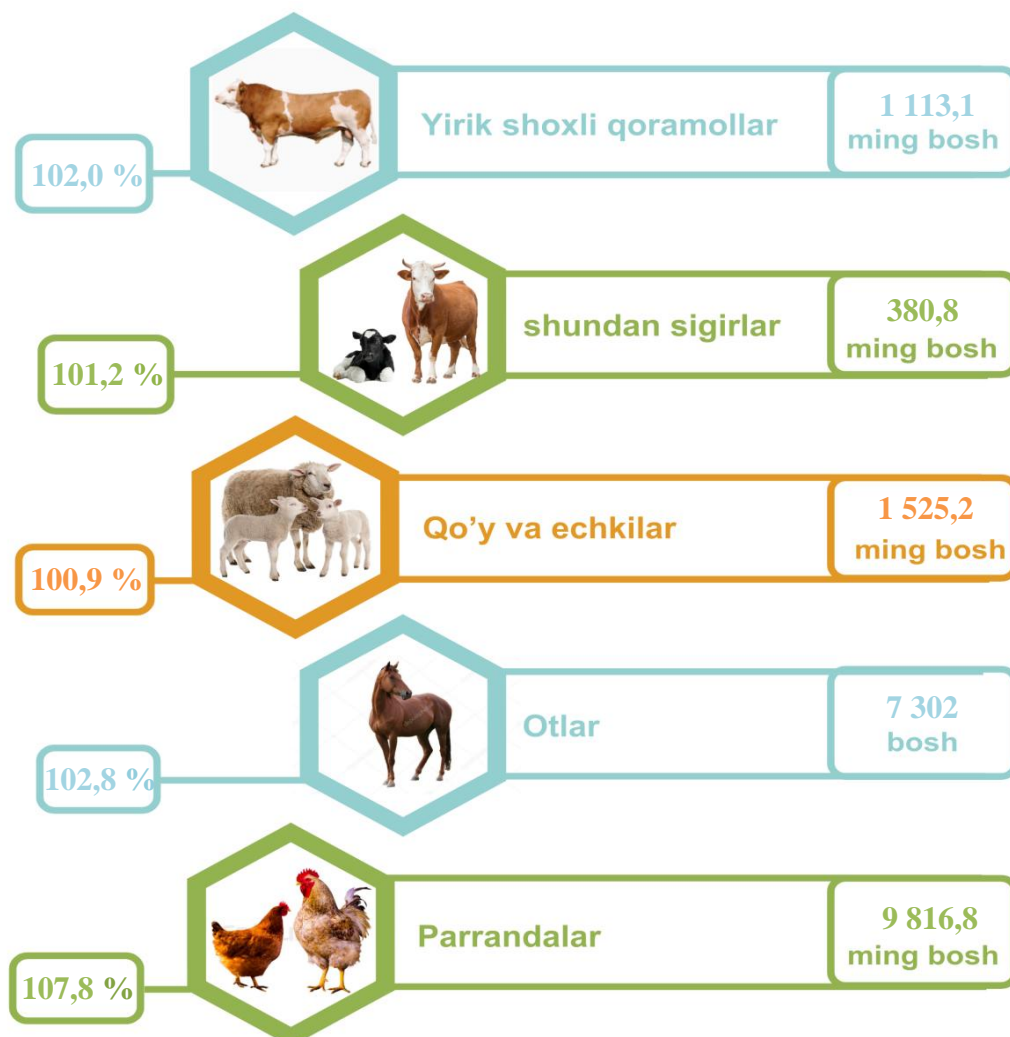 Yirik shoxli qoramollar
1 113,1
ming bosh
102,0 %
shundan sigirlar
380,8
ming bosh
101,2 %
Qo’y va echkilar
1 525,2
ming bosh
100,9 %
Otlar
7 302
bosh
102,8 %
Parrandalar
9 816,8
ming bosh
107,8 %